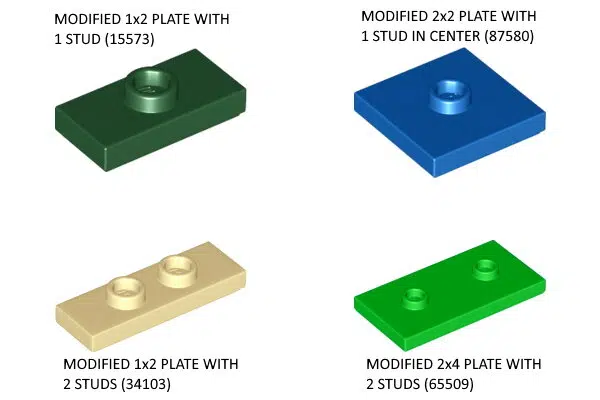 MODIFIED 1x2 PLATE WITH
1 STUD (15573)
MODIFIED 2x2 PLATE WITH
1 STUD IN CENTER (87580)
MODIFIED 1x2 PLATE WITH
2 STUDS (34103)
MODIFIED 2x4 PLATE WITH
2 STUDS (65509)